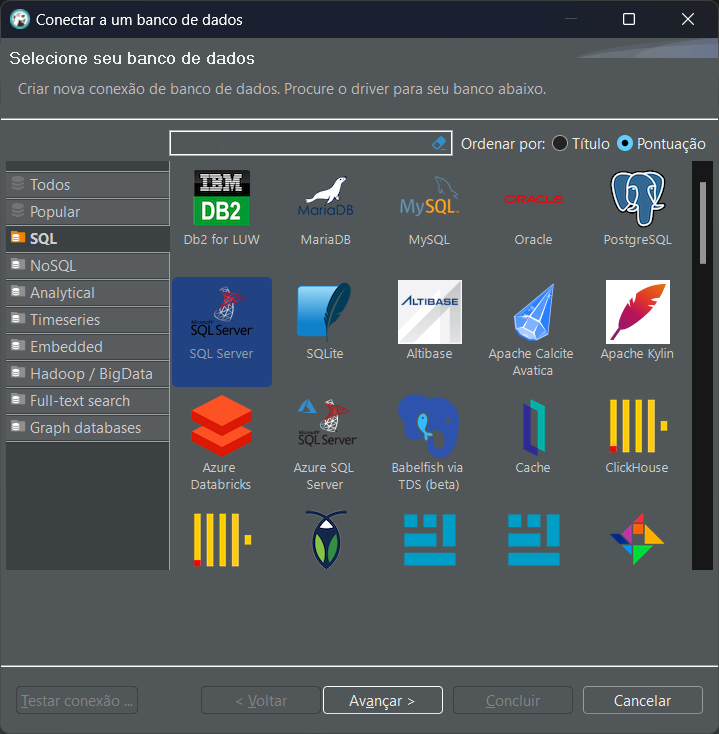 Conectar a um banco de dados
Selecione seu banco de dados
Criar nova conexão de banco de dados. Procure o driver para seu banco abaixo.
Ordenar por: Título Pontuação
Todos
Popular
SQL
NoSQL
Analytical
Timeseries
Embedded
Hadoop / BigData
Full-text search
Graph databases
IBM
DB2
MariaDB
MySQL
ORACLE
Db2 for LUW
MariaDB
MySQL
Oracle
PostgreSQL
Microsoft
SQL Server
ALTIBASE
SQL Server
SQLite
Altibase
Apache Calcite
Avatica
Apache Kylin
Microsoft
SQL Server
Azure
Databricks
Azure SQL
Server
Babelfish via
TDS (beta)
Cache
ClickHouse
Testar conexão ...
< Voltar
Avançar >
Concluir
Cancelar